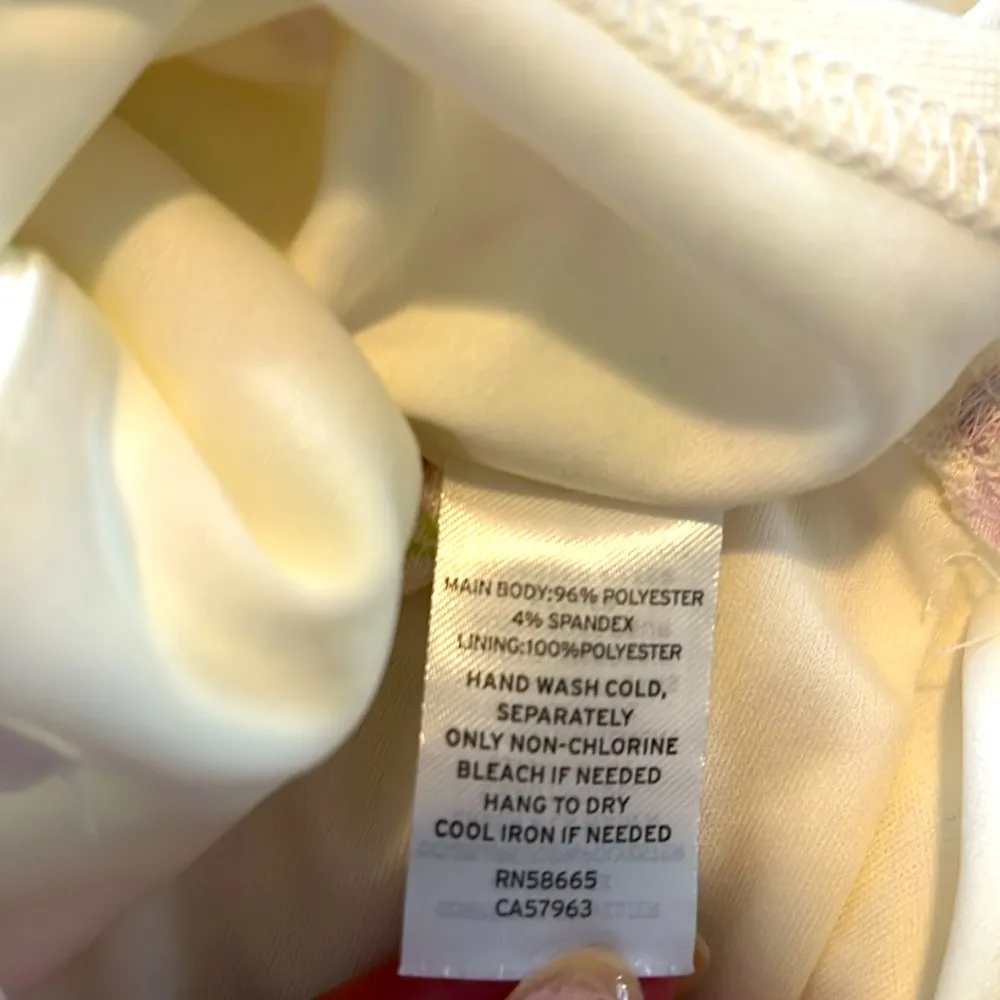 MAIN BODY:96% POLYESTER
4% SPANDEX
LINING:100%POLYESTER
HAND WASH COLD,
SEPARATELY
ONLY NON-CHLORINE
BLEACH IF NEEDED
HANG TO DRY
COOL IRON IF NEEDED
RN58665
CA57963